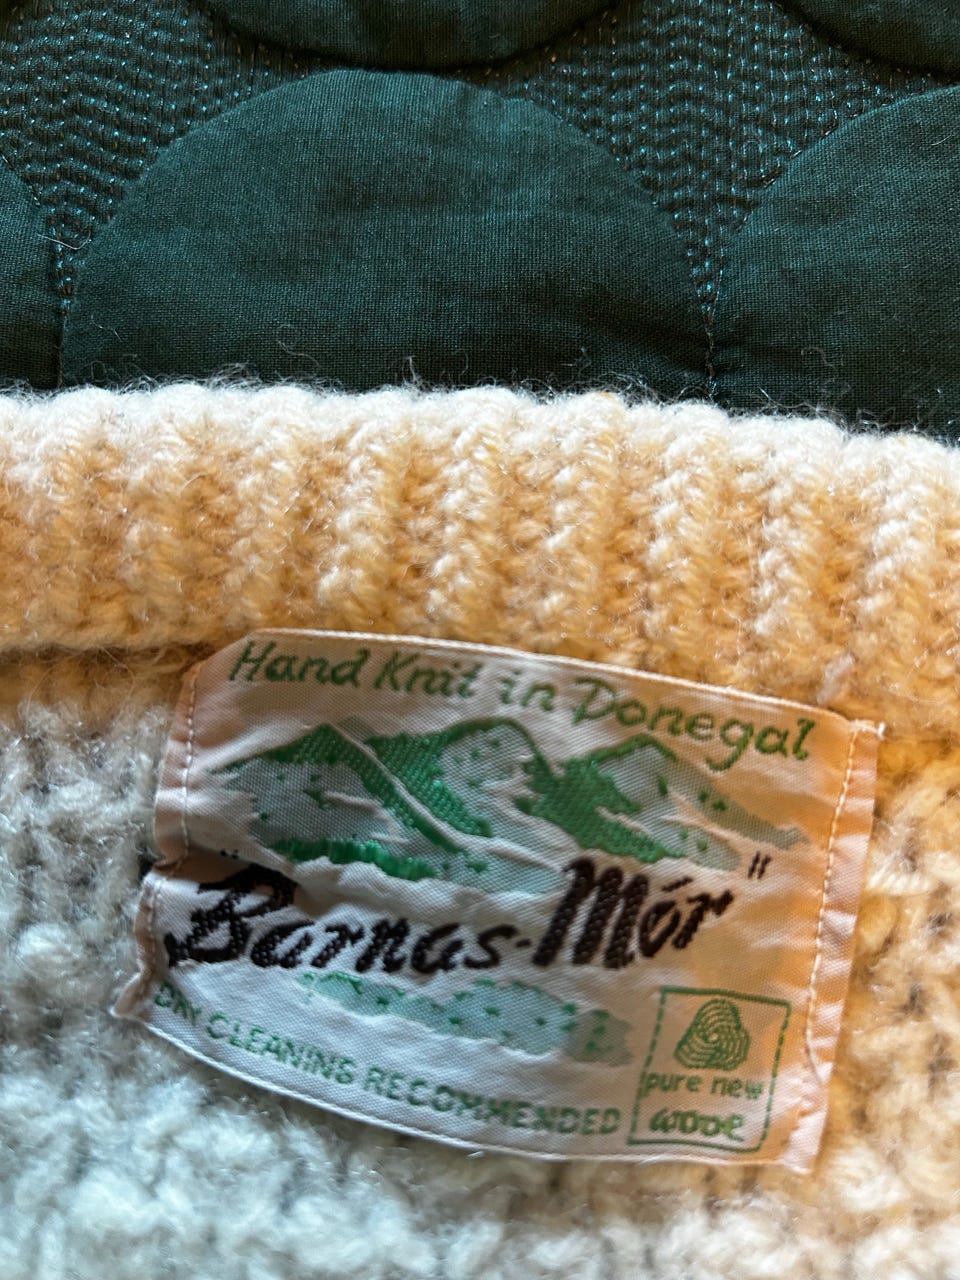 Hand Knit in Donegal
"Barnas-Mór"
DRY CLEANING RECOMMENDED
pure new
wool